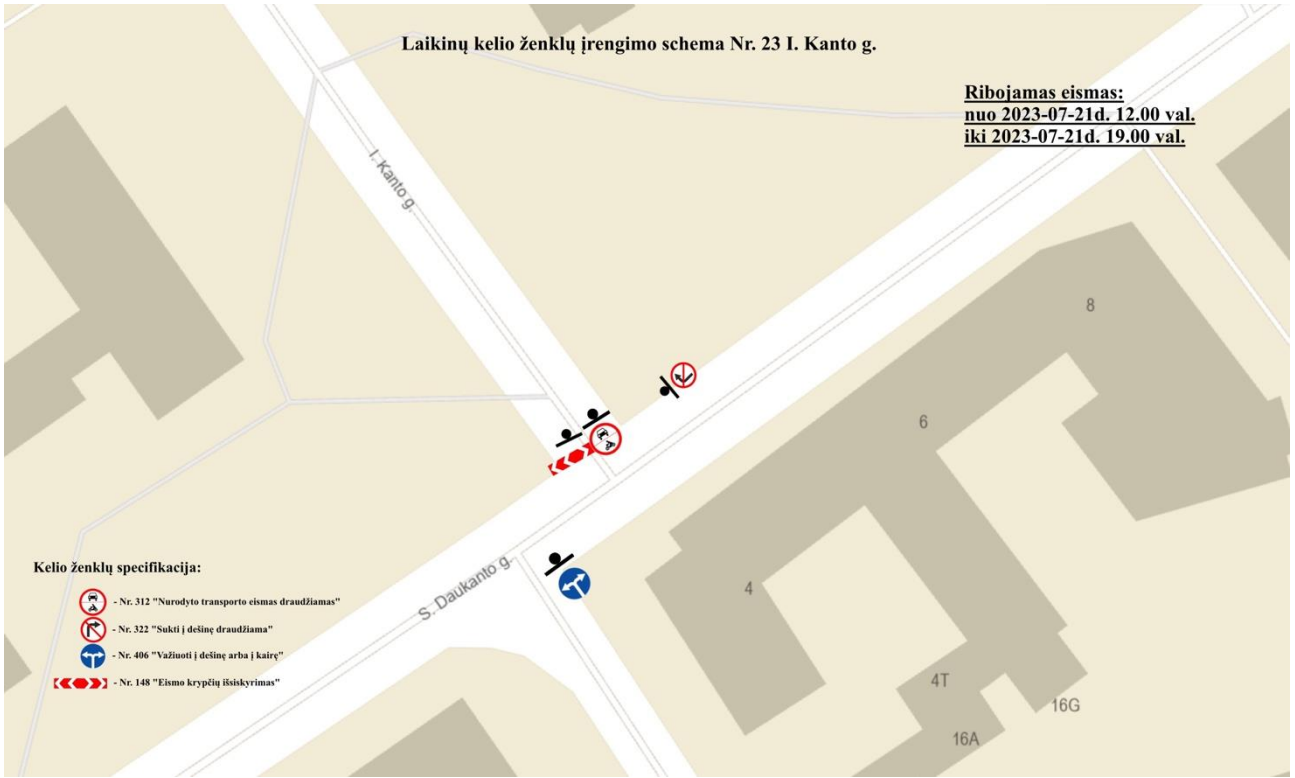 Laikinų kelio ženklų įrengimo schema Nr. 23 I. Kanto g.
Ribojamas eismas:
nuo 2023-07-21d. 12.00 val.
iki 2023-07-21d. 19.00 val.
I. Kanto g.
8
6
4
S. Daukanto g.
4T
16G
16A
Kelio ženklų specifikacija:
- Nr. 312 "Nurodyto transporto eismas draudžiamas"
- Nr. 322 "Sukti į dešinę draudžiama"
- Nr. 406 "Važiuoti į dešinę arba į kairę"
- Nr. 148 "Eismo krypčių išsiskyrimas"